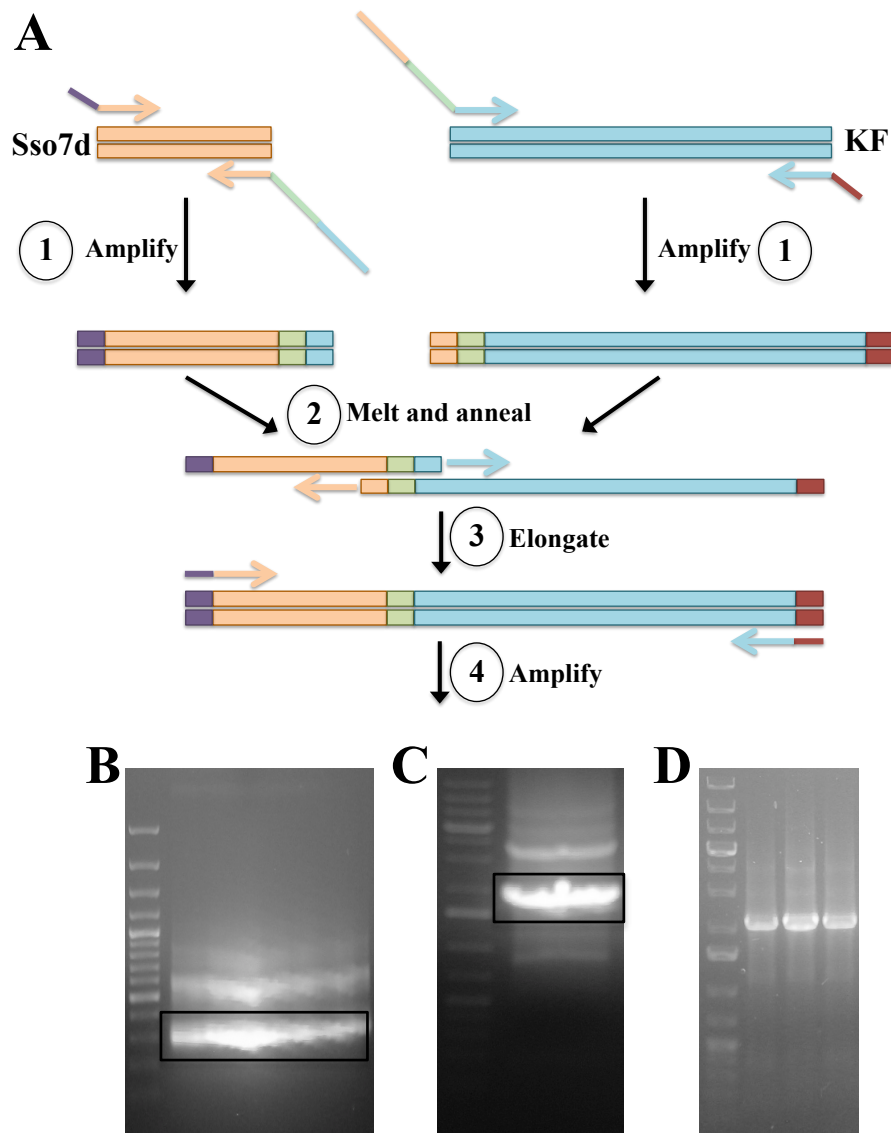 A
Sso7d
KF
1 Amplify
Amplify 1
2 Melt and anneal
3 Elongate
4 Amplify
B
C
D